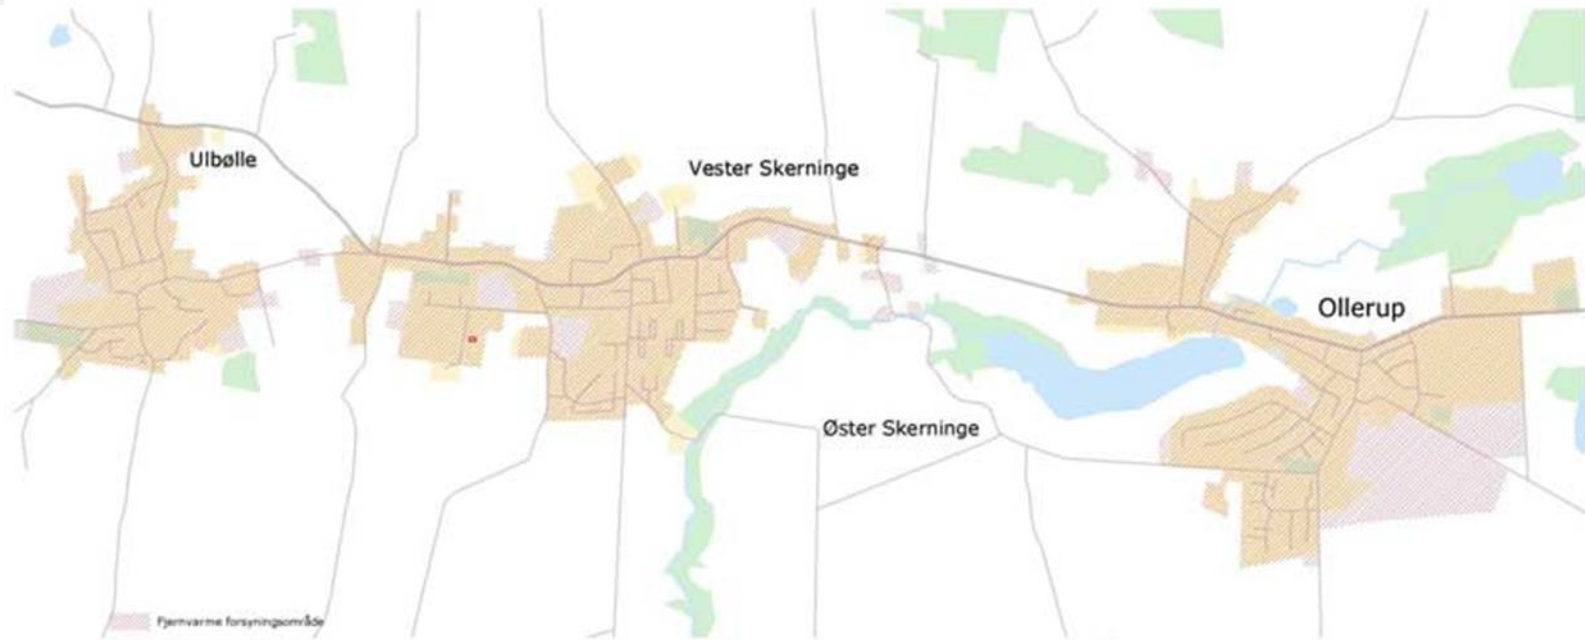 Ulbølle
Vester Skerninge
Ollerup
Øster Skerninge
Fjernvarme forsyningsområde